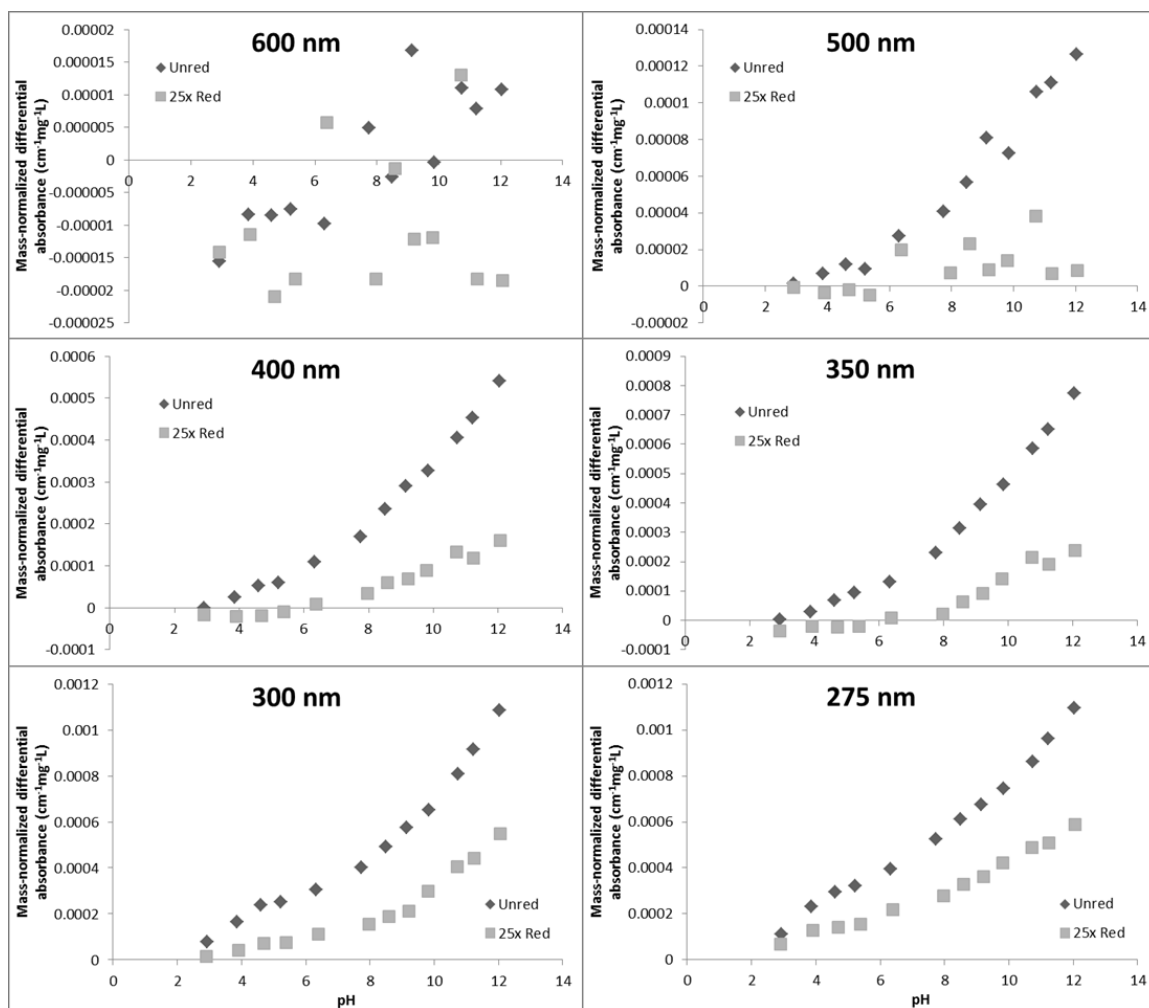 600 nm
Mass-normalized differential
absorbance (cm⁻¹mg⁻¹L)
Unred
25x Red
0.00002
0.000015
0.00001
0.000005
0
-0.000005
-0.00001
-0.000015
-0.00002
-0.000025
0 2 4 6 8 10 12 14
500 nm
Mass-normalized differential
absorbance (cm⁻¹mg⁻¹L)
Unred
25x Red
0.00014
0.00012
0.0001
0.00008
0.00006
0.00004
0.00002
0
-0.00002
0 2 4 6 8 10 12 14
400 nm
Mass-normalized differential
absorbance (cm⁻¹mg⁻¹L)
Unred
25x Red
0.0006
0.0005
0.0004
0.0003
0.0002
0.0001
0
-0.0001
0 2 4 6 8 10 12 14
350 nm
Mass-normalized differential
absorbance (cm⁻¹mg⁻¹L)
Unred
25x Red
0.0009
0.0008
0.0007
0.0006
0.0005
0.0004
0.0003
0.0002
0.0001
0
-0.0001
0 2 4 6 8 10 12 14
300 nm
Mass-normalized differential
absorbance (cm⁻¹mg⁻¹L)
0.0012
0.001
0.0008
0.0006
0.0004
0.0002
0
Unred
25x Red
0 2 4 6 8 10 12 14
pH
275 nm
Mass-normalized differential
absorbance (cm⁻¹mg⁻¹L)
0.0012
0.001
0.0008
0.0006
0.0004
0.0002
0
Unred
25x Red
0 2 4 6 8 10 12 14
pH